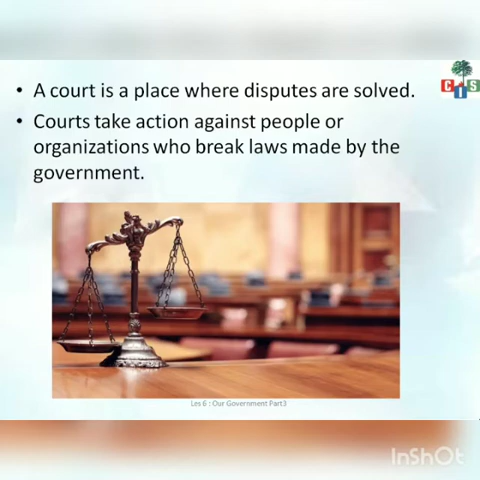 • A court is a place where disputes are solved.
• Courts take action against people or
organizations who break laws made by the
government.
CIS
Les 6 : Our Government Part3
InShOt